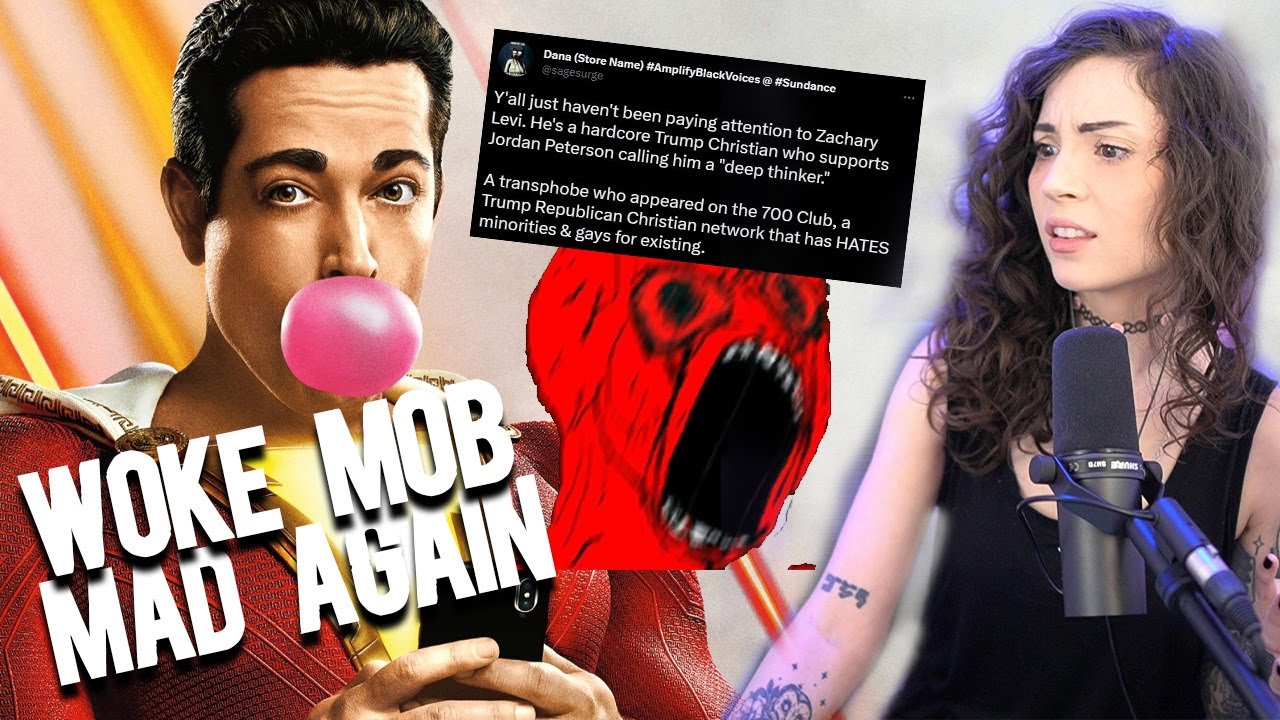 Dana (Store Name) #AmplifyBlackVoices @ #Sundance
@sagesurge
Y'all just haven't been paying attention to Zachary
Levi. He's a hardcore Trump Christian who supports
Jordan Peterson calling him a "deep thinker."
A transphobe who appeared on the 700 Club, a
Trump Republican Christian network that has HATES
minorities & gays for existing.
WOKE MOB
MAD AGAIN
SHURE SM7B